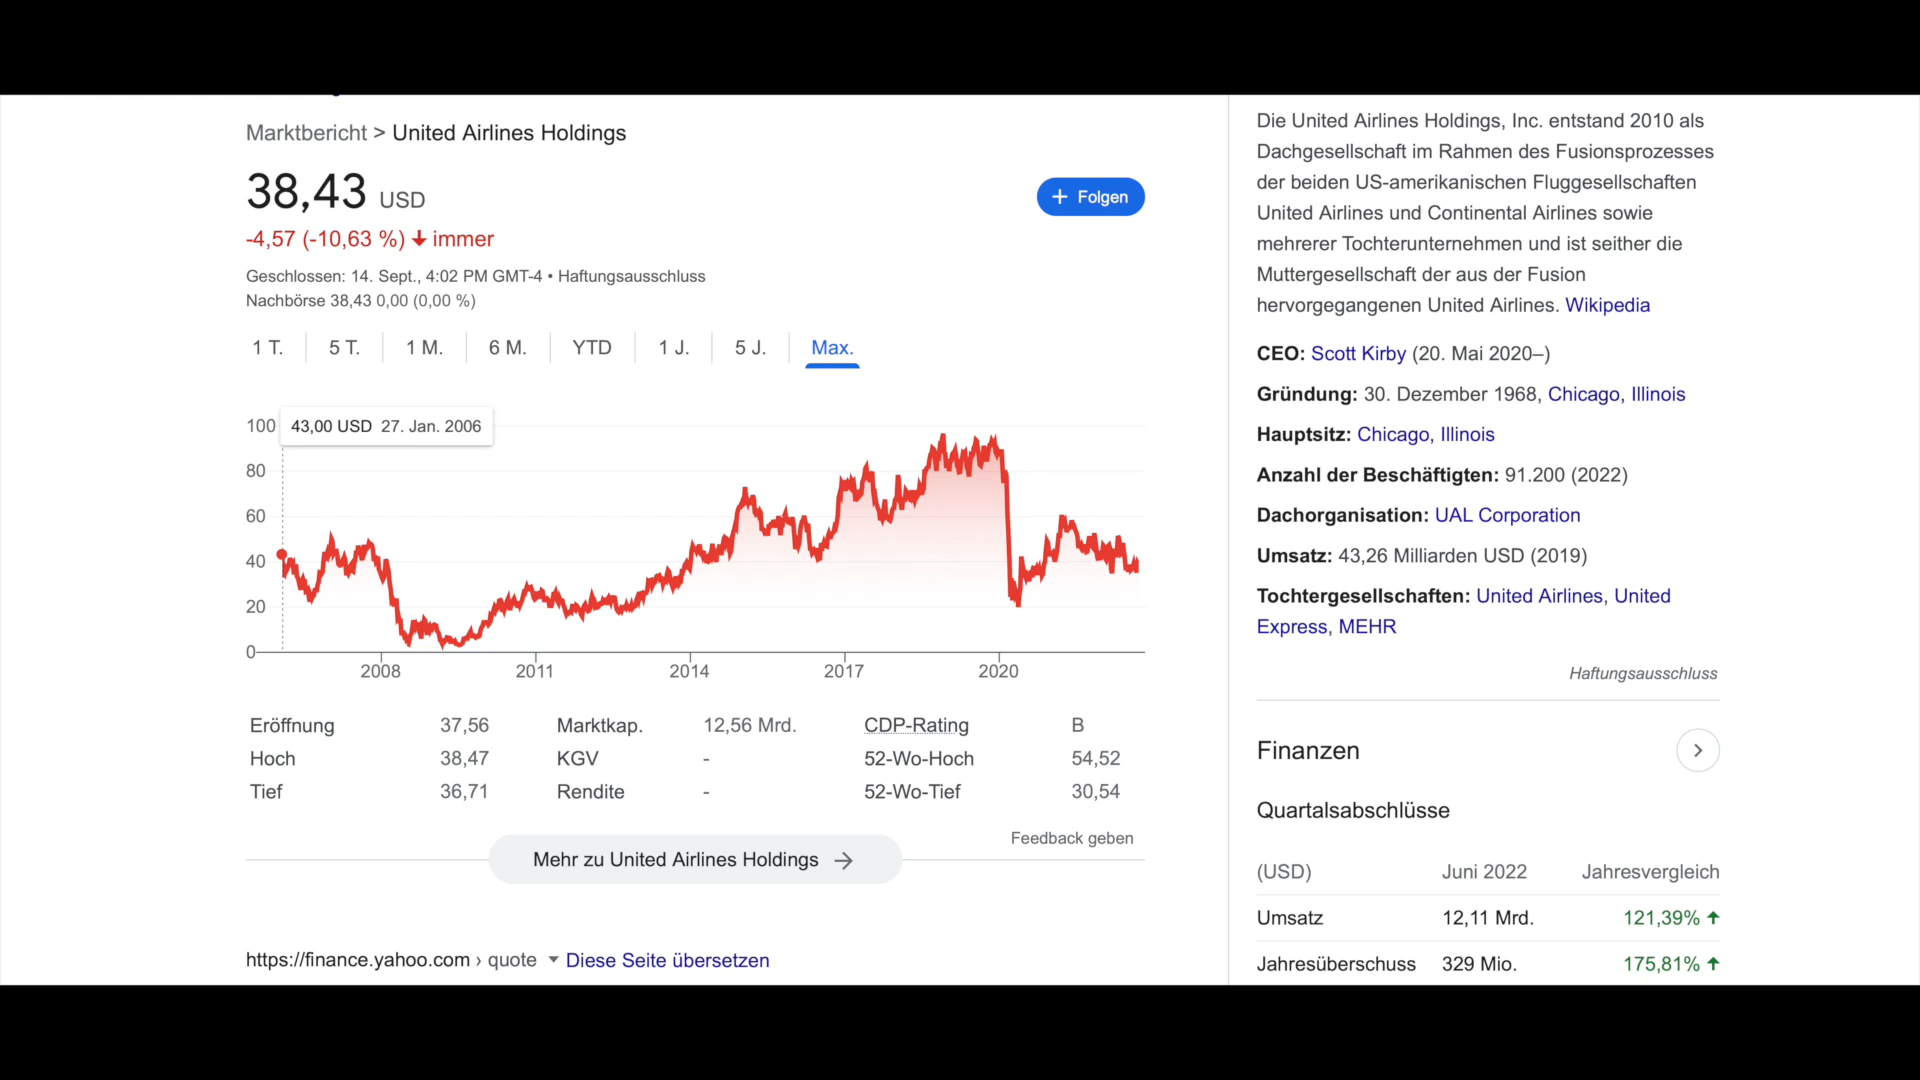 Marktbericht > United Airlines Holdings
38,43 USD
+ Folgen
-4,57 (-10,63 %) immer
Geschlossen: 14. Sept., 4:02 PM GMT-4 • Haftungsausschluss
Nachbörse 38,43 0,00 (0,00 %)
1 T. 5 T. 1 M. 6 M. YTD 1 J. 5 J. Max.
43,00 USD 27. Jan. 2006
100
80
60
40
20
0
2008 2011 2014 2017 2020
Eröffnung 37,56 Marktkap. 12,56 Mrd. CDP-Rating B
Hoch 38,47 KGV - 52-Wo-Hoch 54,52
Tief 36,71 Rendite - 52-Wo-Tief 30,54
Feedback geben
Mehr zu United Airlines Holdings →
https://finance.yahoo.com › quote Diese Seite übersetzen
Die United Airlines Holdings, Inc. entstand 2010 als
Dachgesellschaft im Rahmen des Fusionsprozesses
der beiden US-amerikanischen Fluggesellschaften
United Airlines und Continental Airlines sowie
mehrerer Tochterunternehmen und ist seither die
Muttergesellschaft der aus der Fusion
hervorgegangenen United Airlines. Wikipedia
CEO: Scott Kirby (20. Mai 2020–)
Gründung: 30. Dezember 1968, Chicago, Illinois
Hauptsitz: Chicago, Illinois
Anzahl der Beschäftigten: 91.200 (2022)
Dachorganisation: UAL Corporation
Umsatz: 43,26 Milliarden USD (2019)
Tochtergesellschaften: United Airlines, United
Express, MEHR
Haftungsausschluss
Finanzen
Quartalsabschlüsse
(USD) Juni 2022 Jahresvergleich
Umsatz 12,11 Mrd. 121,39%
Jahresüberschuss 329 Mio. 175,81%